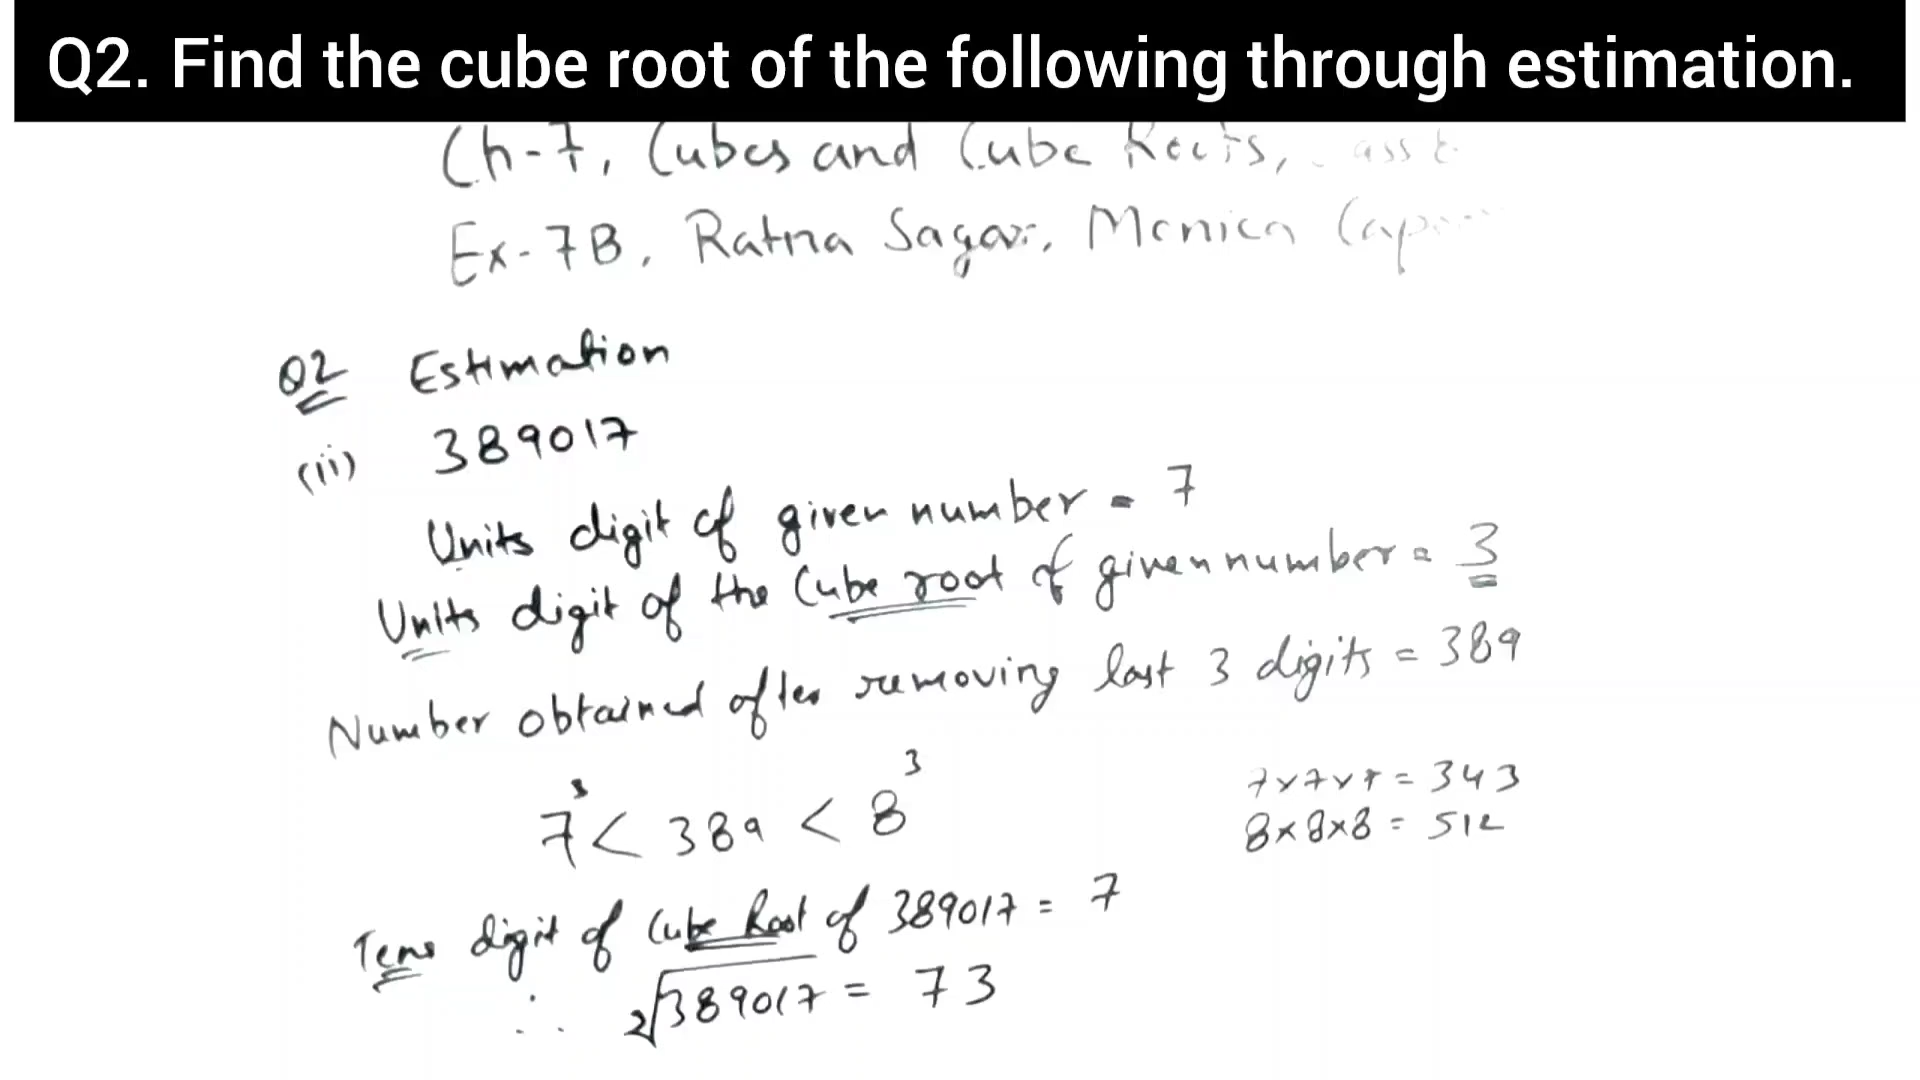 Q2. Find the cube root of the following through estimation.
Ch-7, Cubes and Cube Roots,
Ex-7B, Ratna Sagar, Monica
Q2 Estimation
(ii) 389017
Units digit of given number = 7
Units digit of the Cube root of given number = 3
Number obtained after removing last 3 digits = 389
7³ < 389 < 8³
7×7×7 = 343
8×8×8 = 512
Tens digit of Cube Root of 389017 = 7
∴ ∛389017 = 73